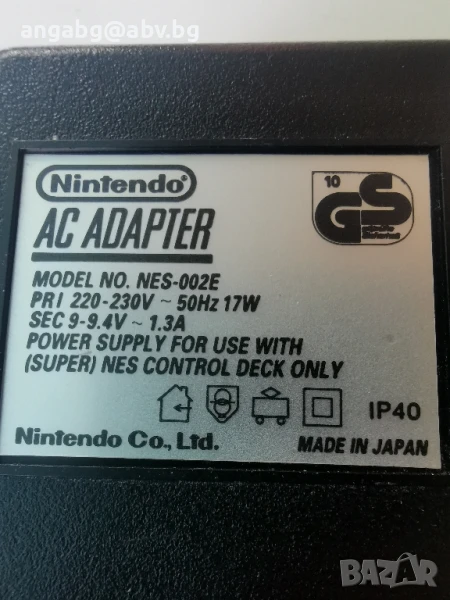 angabg@abv.bg
Nintendo®
AC ADAPTER
10
GS
MODEL NO. NES-002E
PRI 220-230V ~ 50Hz 17W
SEC 9-9.4V ~ 1.3A
POWER SUPPLY FOR USE WITH
(SUPER) NES CONTROL DECK ONLY
IP40
Nintendo Co., Ltd.
MADE IN JAPAN
BAZAR